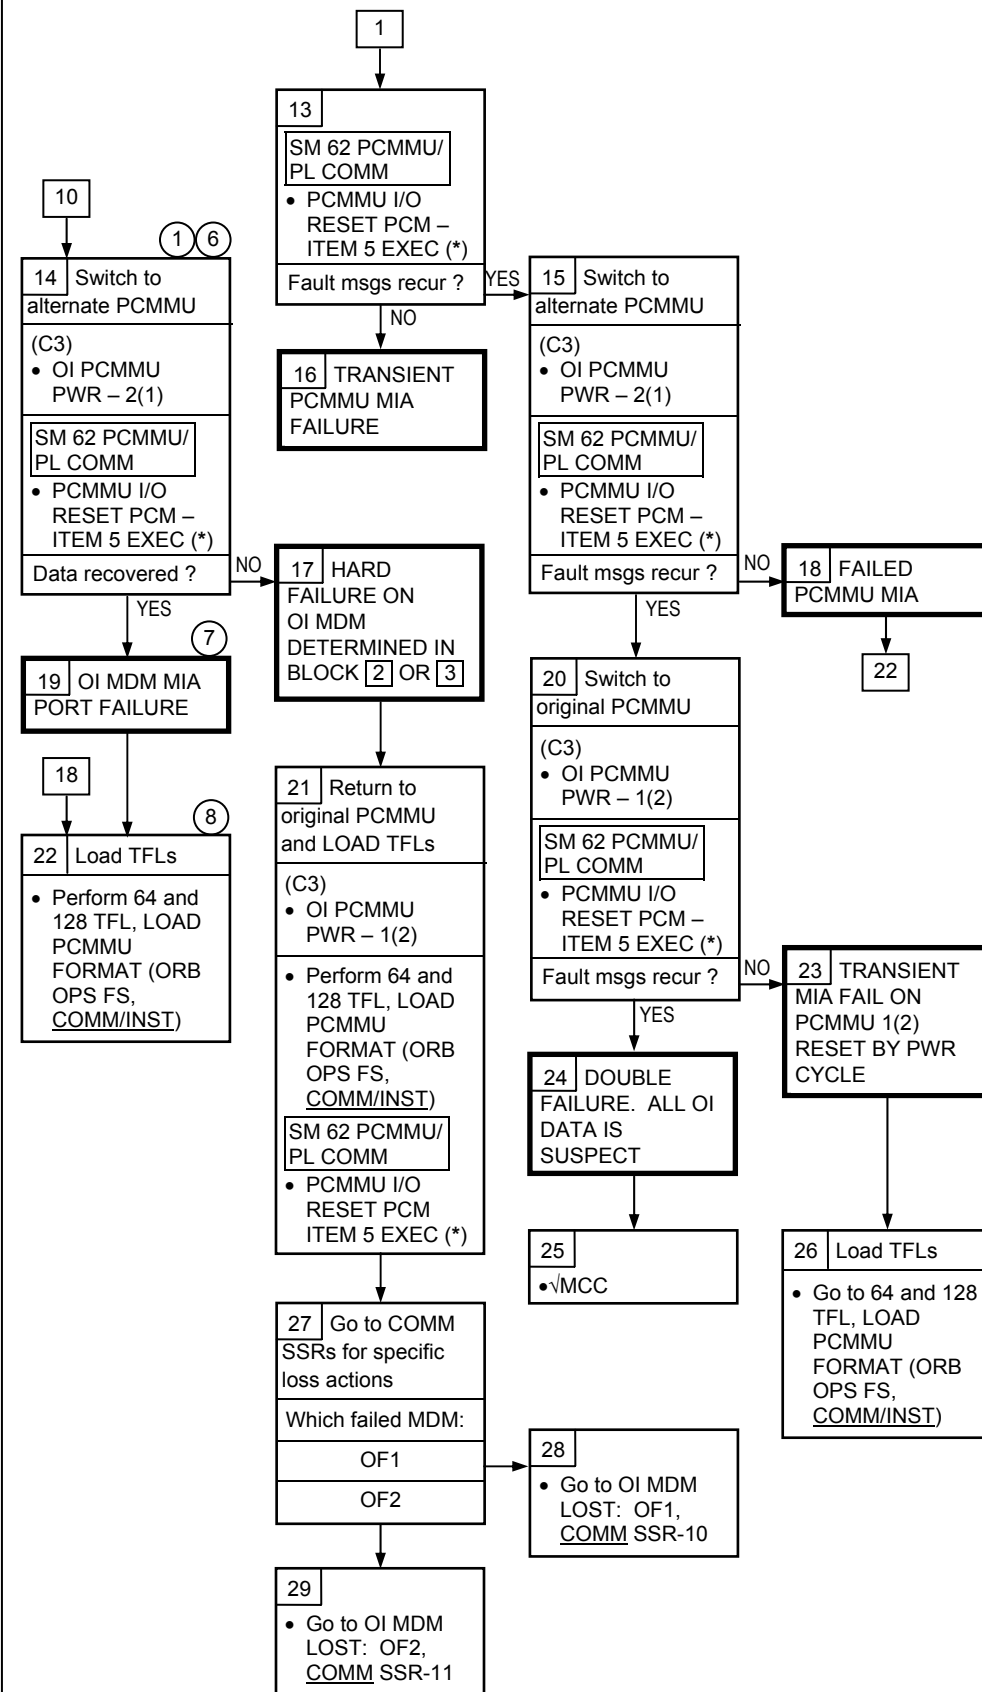 1
13
SM 62 PCMMU/
PL COMM
• PCMMU I/O
RESET PCM –
ITEM 5 EXEC (*)
Fault msgs recur ?
YES
NO
10
1 6
14 Switch to
alternate PCMMU
(C3)
• OI PCMMU
PWR – 2(1)
SM 62 PCMMU/
PL COMM
• PCMMU I/O
RESET PCM –
ITEM 5 EXEC (*)
Data recovered ?
NO
YES
15 Switch to
alternate PCMMU
(C3)
• OI PCMMU
PWR – 2(1)
SM 62 PCMMU/
PL COMM
• PCMMU I/O
RESET PCM –
ITEM 5 EXEC (*)
Fault msgs recur ?
NO
YES
16 TRANSIENT
PCMMU MIA
FAILURE
17 HARD
FAILURE ON
OI MDM
DETERMINED IN
BLOCK 2 OR 3
18 FAILED
PCMMU MIA
22
7
19 OI MDM MIA
PORT FAILURE
20 Switch to
original PCMMU
(C3)
• OI PCMMU
PWR – 1(2)
SM 62 PCMMU/
PL COMM
• PCMMU I/O
RESET PCM –
ITEM 5 EXEC (*)
Fault msgs recur ?
NO
YES
18
8
22 Load TFLs
• Perform 64 and
128 TFL, LOAD
PCMMU
FORMAT (ORB
OPS FS,
COMM/INST)
21 Return to
original PCMMU
and LOAD TFLs
(C3)
• OI PCMMU
PWR – 1(2)
• Perform 64 and
128 TFL, LOAD
PCMMU
FORMAT (ORB
OPS FS,
COMM/INST)
SM 62 PCMMU/
PL COMM
• PCMMU I/O
RESET PCM
ITEM 5 EXEC (*)
23 TRANSIENT
MIA FAIL ON
PCMMU 1(2)
RESET BY PWR
CYCLE
24 DOUBLE
FAILURE. ALL OI
DATA IS
SUSPECT
25
•√MCC
26 Load TFLs
• Go to 64 and 128
TFL, LOAD
PCMMU
FORMAT (ORB
OPS FS,
COMM/INST)
27 Go to COMM
SSRs for specific
loss actions
Which failed MDM:
OF1
OF2
28
• Go to OI MDM
LOST: OF1,
COMM SSR-10
29
• Go to OI MDM
LOST: OF2,
COMM SSR-11